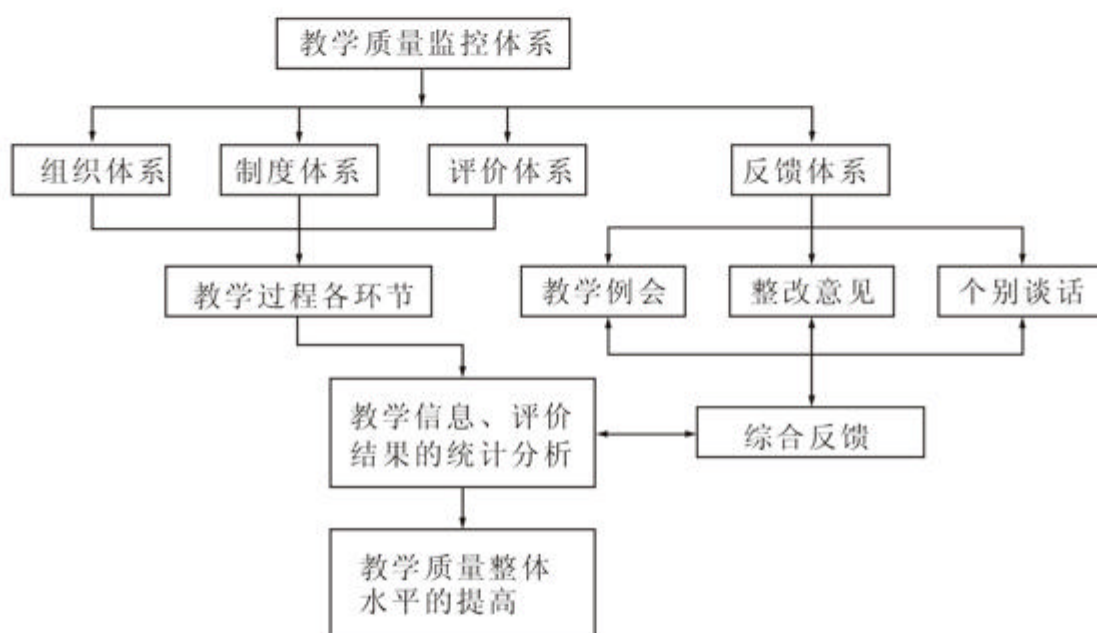 教学质量监控体系
组织体系
制度体系
评价体系
反馈体系
教学过程各环节
教学例会
整改意见
个别谈话
教学信息、评价
结果的统计分析
综合反馈
教学质量整体
水平的提高